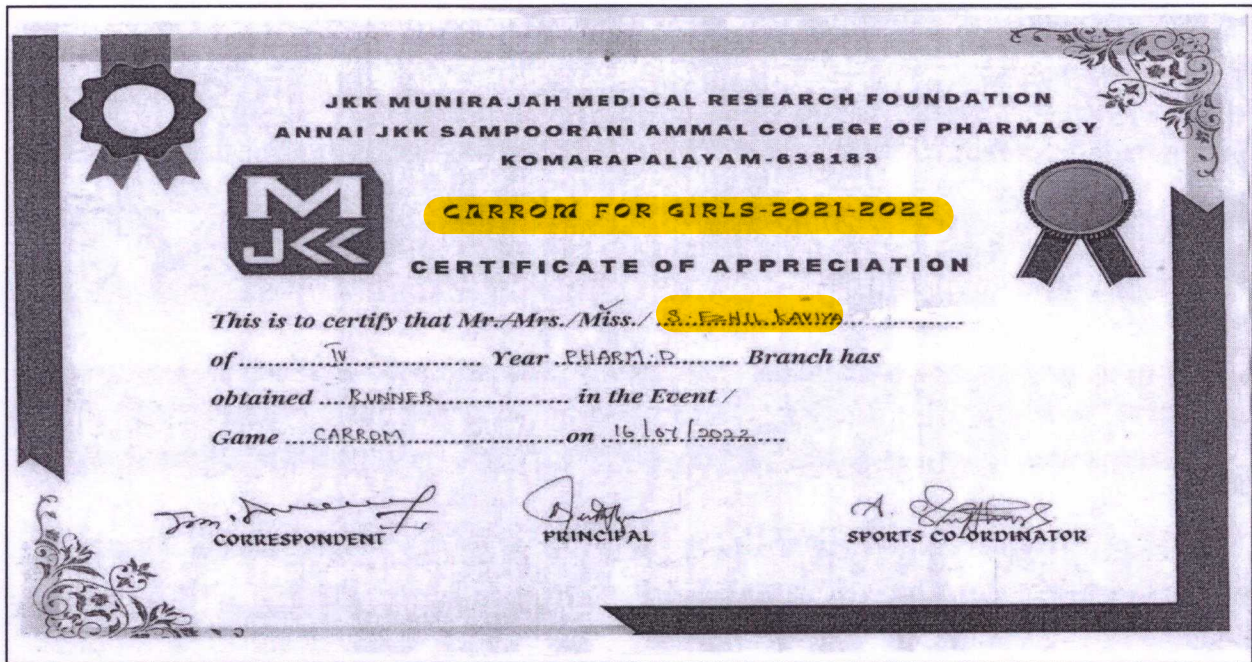 JKK MUNIRAJAH MEDICAL RESEARCH FOUNDATION
ANNAI JKK SAMPOORANI AMMAL COLLEGE OF PHARMACY
KOMARAPALAYAM-638183
M
JKK
CARROM FOR GIRLS-2021-2022
CERTIFICATE OF APPRECIATION
This is to certify that Mr./Mrs./Miss./ S. EZHIL KAVIYA
of ........ IV ........ Year PHARM.D ........ Branch has
obtained .... RUNNER ........ in the Event /
Game .... CARROM ........ on 16/07/2022
CORRESPONDENT PRINCIPAL SPORTS CO-ORDINATOR